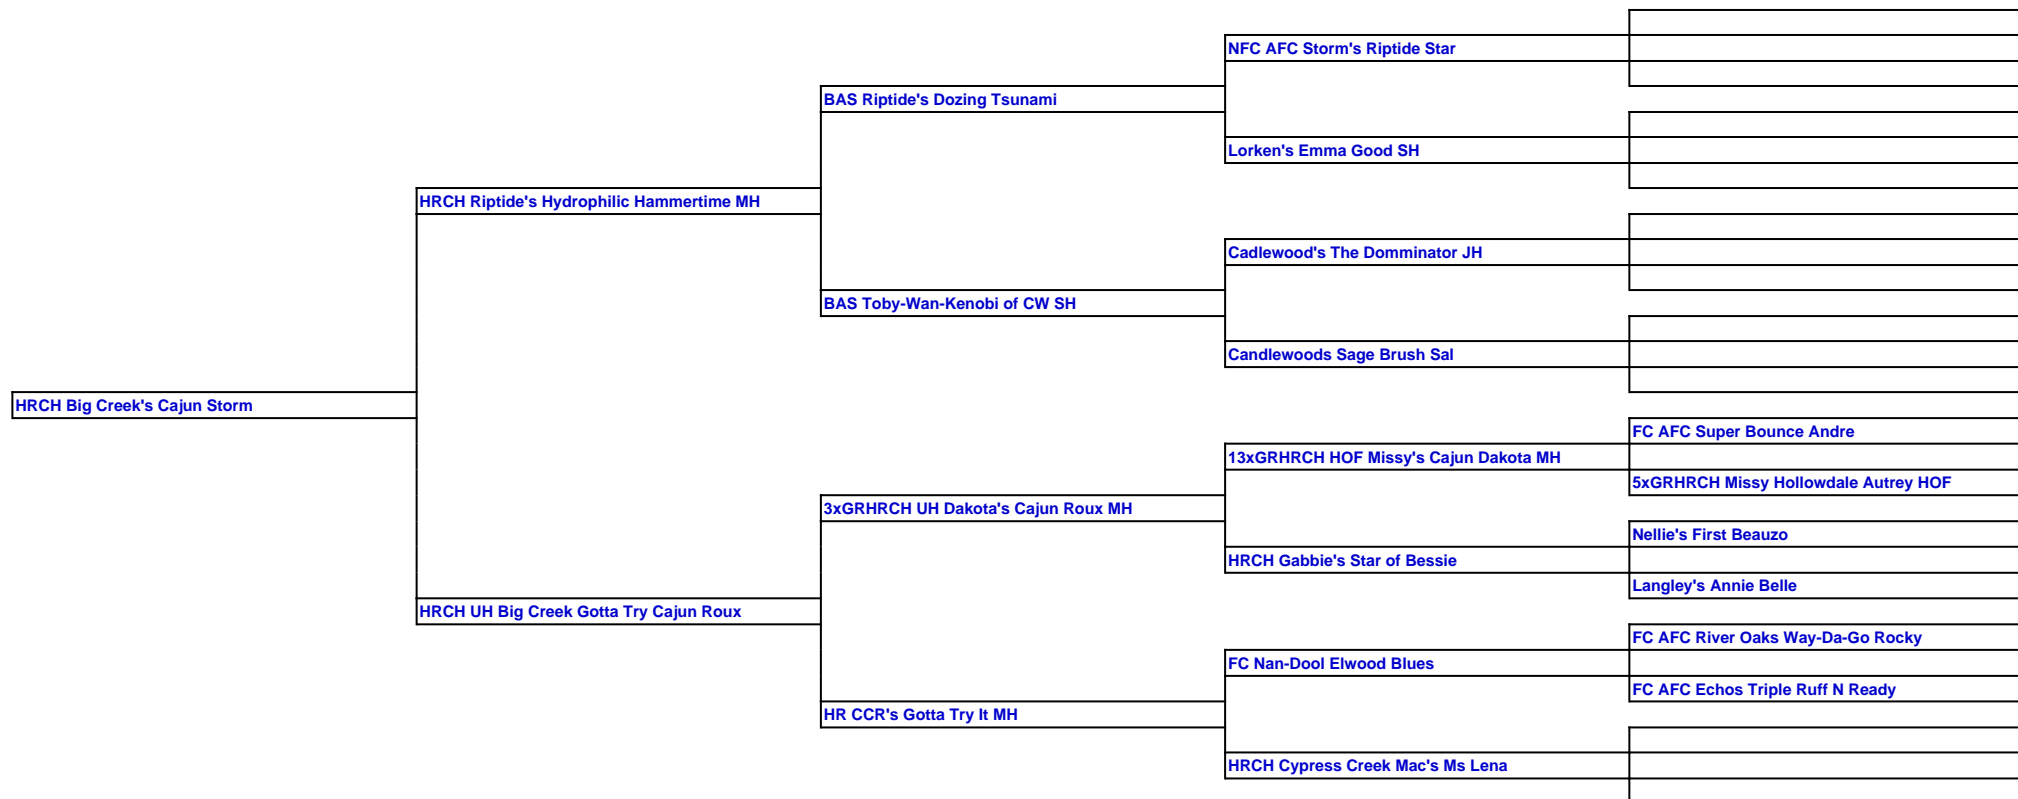 NFC AFC Storm's Riptide Star
BAS Riptide's Dozing Tsunami
Lorken's Emma Good SH
HRCH Riptide's Hydrophilic Hammertime MH
Cadlewood's The Domminator JH
BAS Toby-Wan-Kenobi of CW SH
Candlewoods Sage Brush Sal
HRCH Big Creek's Cajun Storm
FC AFC Super Bounce Andre
13xGRHRCH HOF Missy's Cajun Dakota MH
5xGRHRCH Missy Hollowdale Autrey HOF
3xGRHRCH UH Dakota's Cajun Roux MH
Nellie's First Beauzo
HRCH Gabbie's Star of Bessie
Langley's Annie Belle
HRCH UH Big Creek Gotta Try Cajun Roux
FC AFC River Oaks Way-Da-Go Rocky
FC Nan-Dool Elwood Blues
FC AFC Echos Triple Ruff N Ready
HR CCR's Gotta Try It MH
HRCH Cypress Creek Mac's Ms Lena